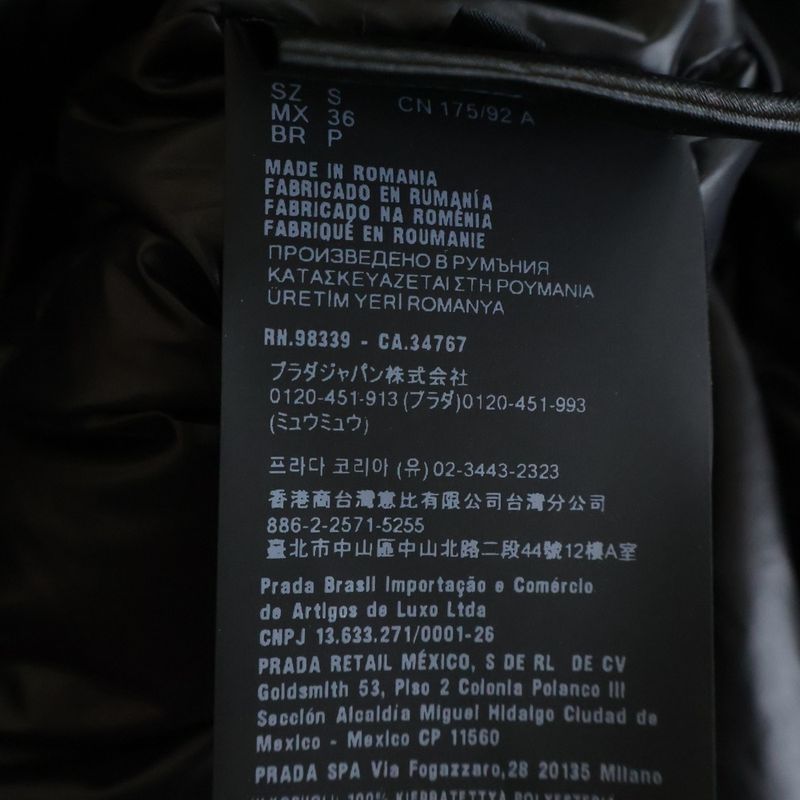 SZ S CN 175/92 A
MX 36
BR P
MADE IN ROMANIA
FABRICADO EN RUMANÍA
FABRICADO NA ROMÉNIA
FABRIQUÉ EN ROUMANIE
ПРОИЗВЕДЕНО В РУМЪНИЯ
ΚΑΤΑΣΚΕΥΑΖΕΤΑΙ ΣΤΗ ΡΟΥΜΑΝΙΑ
ÜRETİM YERİ ROMANYA
RN.98339 - CA.34767
プラダジャパン株式会社
0120-451-913 (プラダ)0120-451-993
(ミュウミュウ)
프라다 코리아 (유) 02-3443-2323
香港商台灣意比有限公司台灣分公司
886-2-2571-5255
臺北市中山區中山北路二段44號12樓A室
Prada Brasil Importação e Comércio
de Artigos de Luxo Ltda
CNPJ 13.633.271/0001-26
PRADA RETAIL MÉXICO, S DE RL DE CV
Goldsmith 53, Piso 2 Colonia Polanco III
Sección Alcaldía Miguel Hidalgo Ciudad de
Mexico - Mexico CP 11560
PRADA SPA Via Fogazzaro,28 20135 Milano